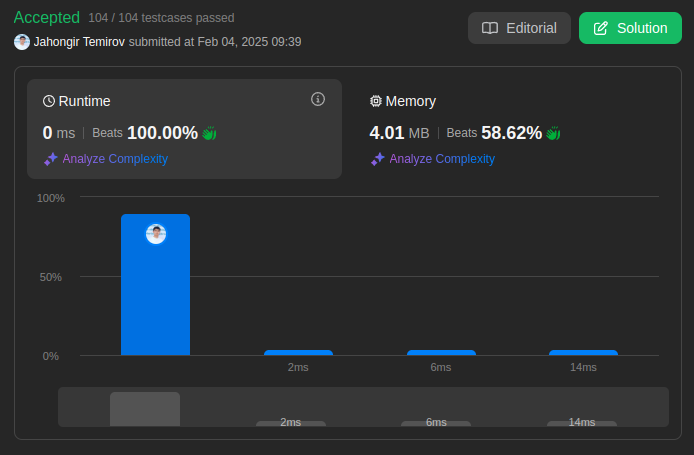 Accepted 104 / 104 testcases passed
Jahongir Temirov submitted at Feb 04, 2025 09:39
Editorial
Solution
Runtime
0 ms Beats 100.00%
Analyze Complexity
Memory
4.01 MB Beats 58.62%
Analyze Complexity
100%
50%
0%
2ms 6ms 14ms
2ms 6ms 14ms